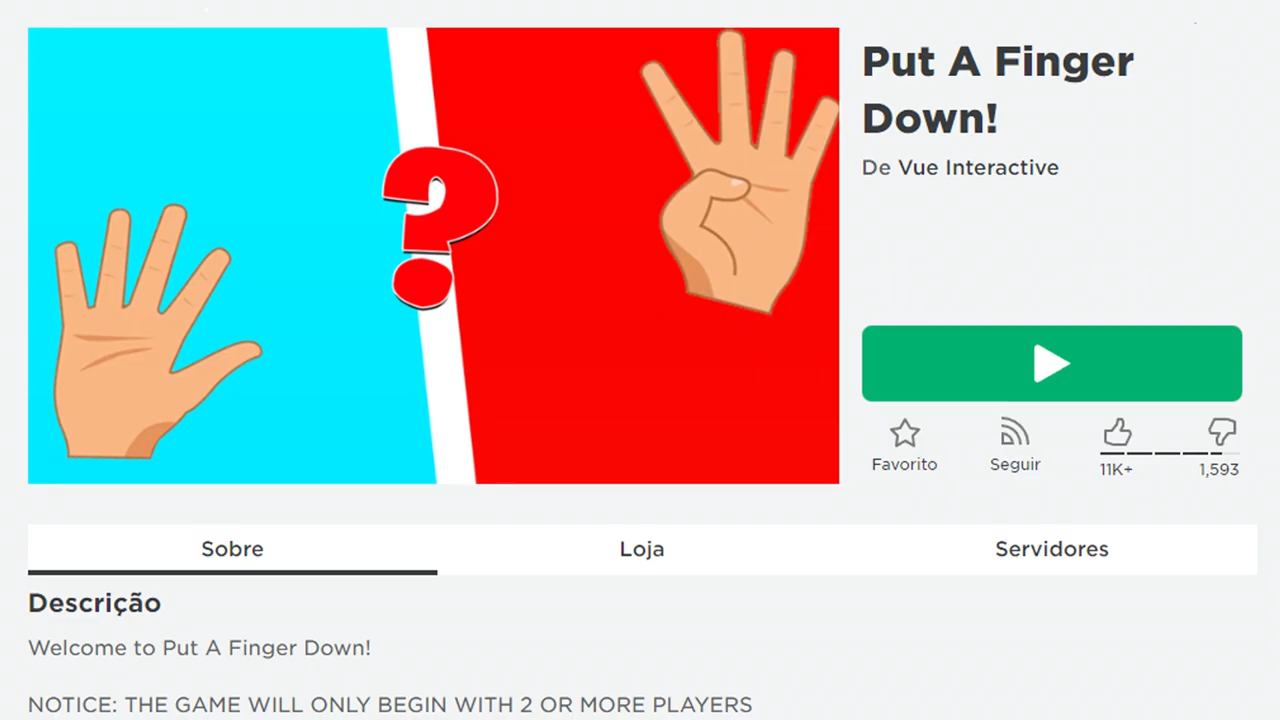 Put A Finger
Down!
De Vue Interactive
?
Favorito
Seguir
11K+
1,593
Sobre
Loja
Servidores
Descrição
Welcome to Put A Finger Down!
NOTICE: THE GAME WILL ONLY BEGIN WITH 2 OR MORE PLAYERS